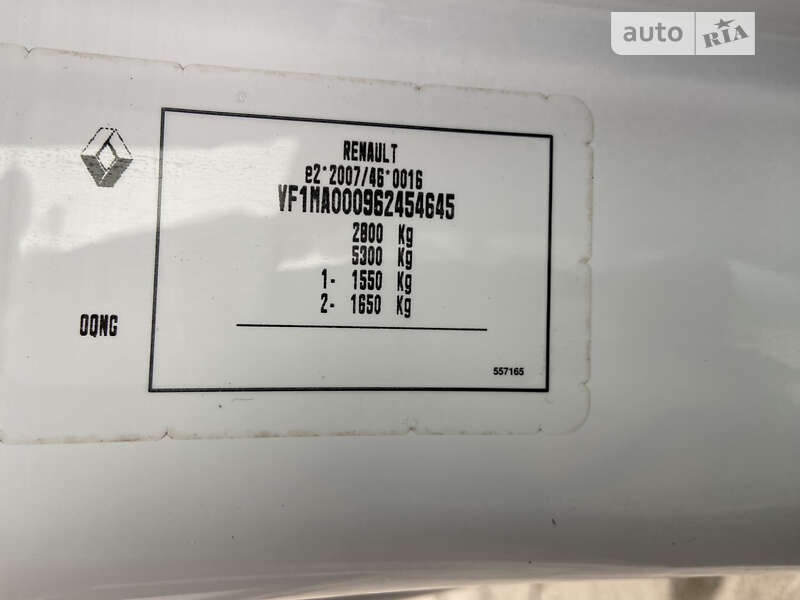 auto RIA
RENAULT
e2*2007/46*0016
VF1MA000962454645
2800 Kg
5300 Kg
1- 1550 Kg
2- 1650 Kg
OQNG
557165